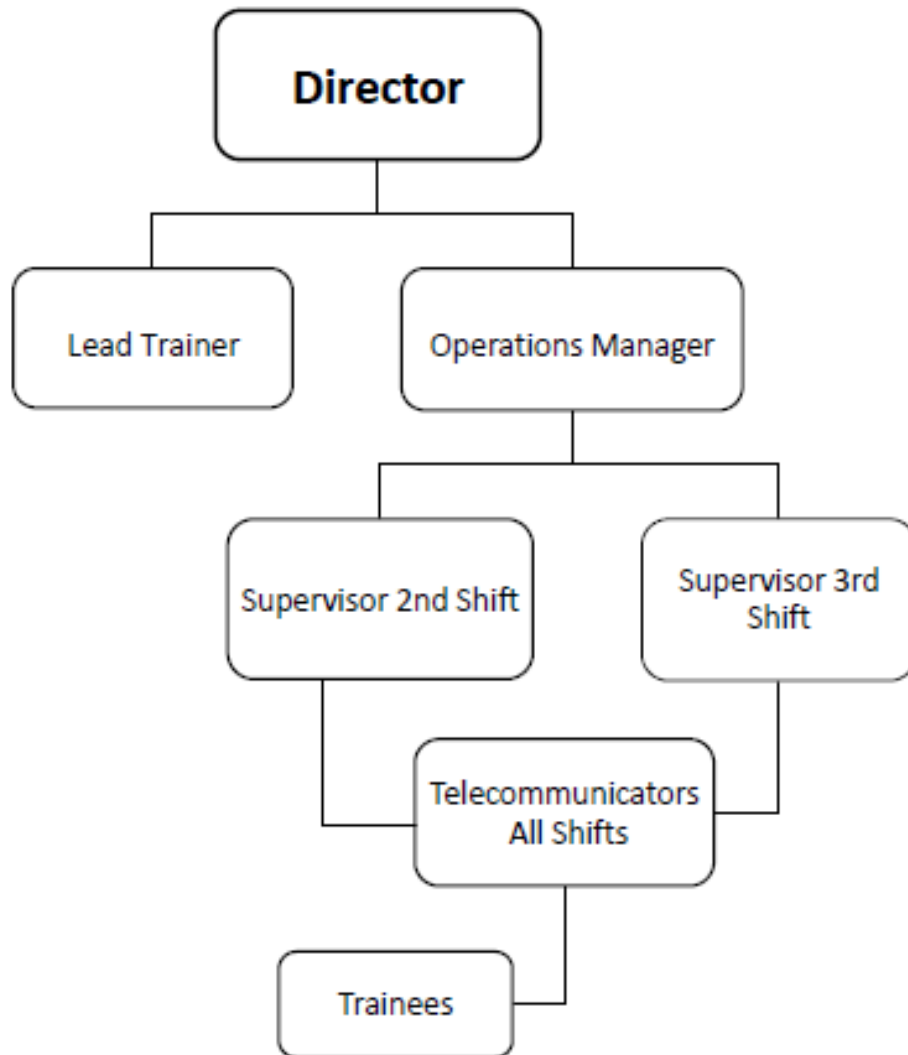 Director
Lead Trainer
Operations Manager
Supervisor 2nd Shift
Supervisor 3rd
Shift
Telecommunicators
All Shifts
Trainees